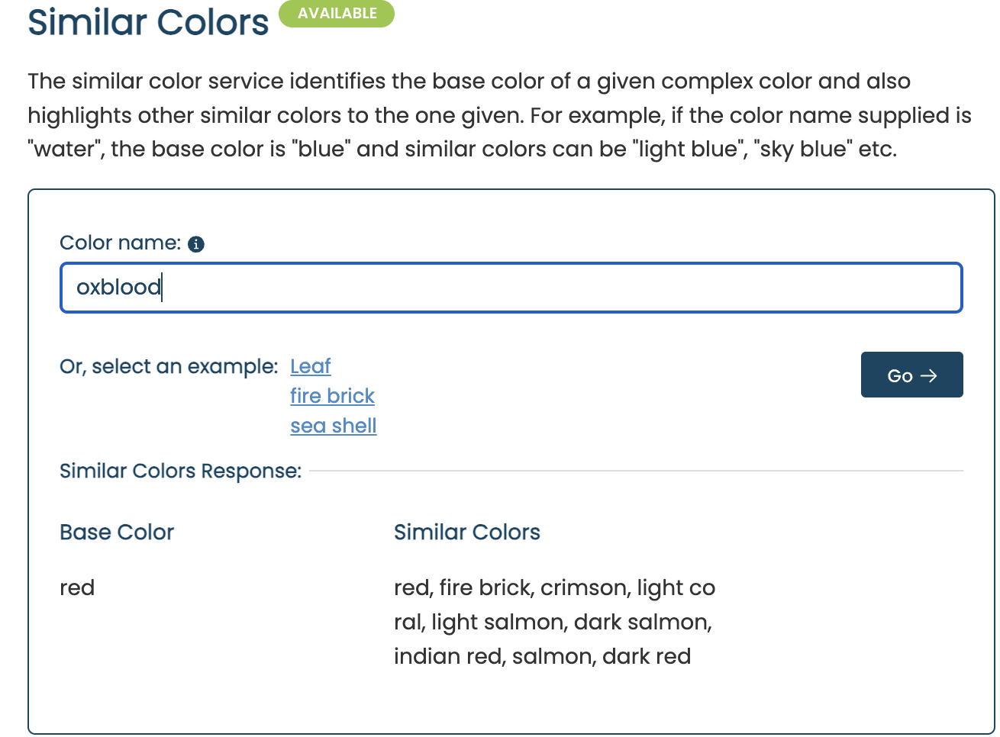 Similar Colors AVAILABLE
The similar color service identifies the base color of a given complex color and also
highlights other similar colors to the one given. For example, if the color name supplied is
"water", the base color is "blue" and similar colors can be "light blue", "sky blue" etc.
Color name: i
oxblood
Or, select an example: Leaf
fire brick
sea shell
Go →
Similar Colors Response:
Base Color
red
Similar Colors
red, fire brick, crimson, light co
ral, light salmon, dark salmon,
indian red, salmon, dark red